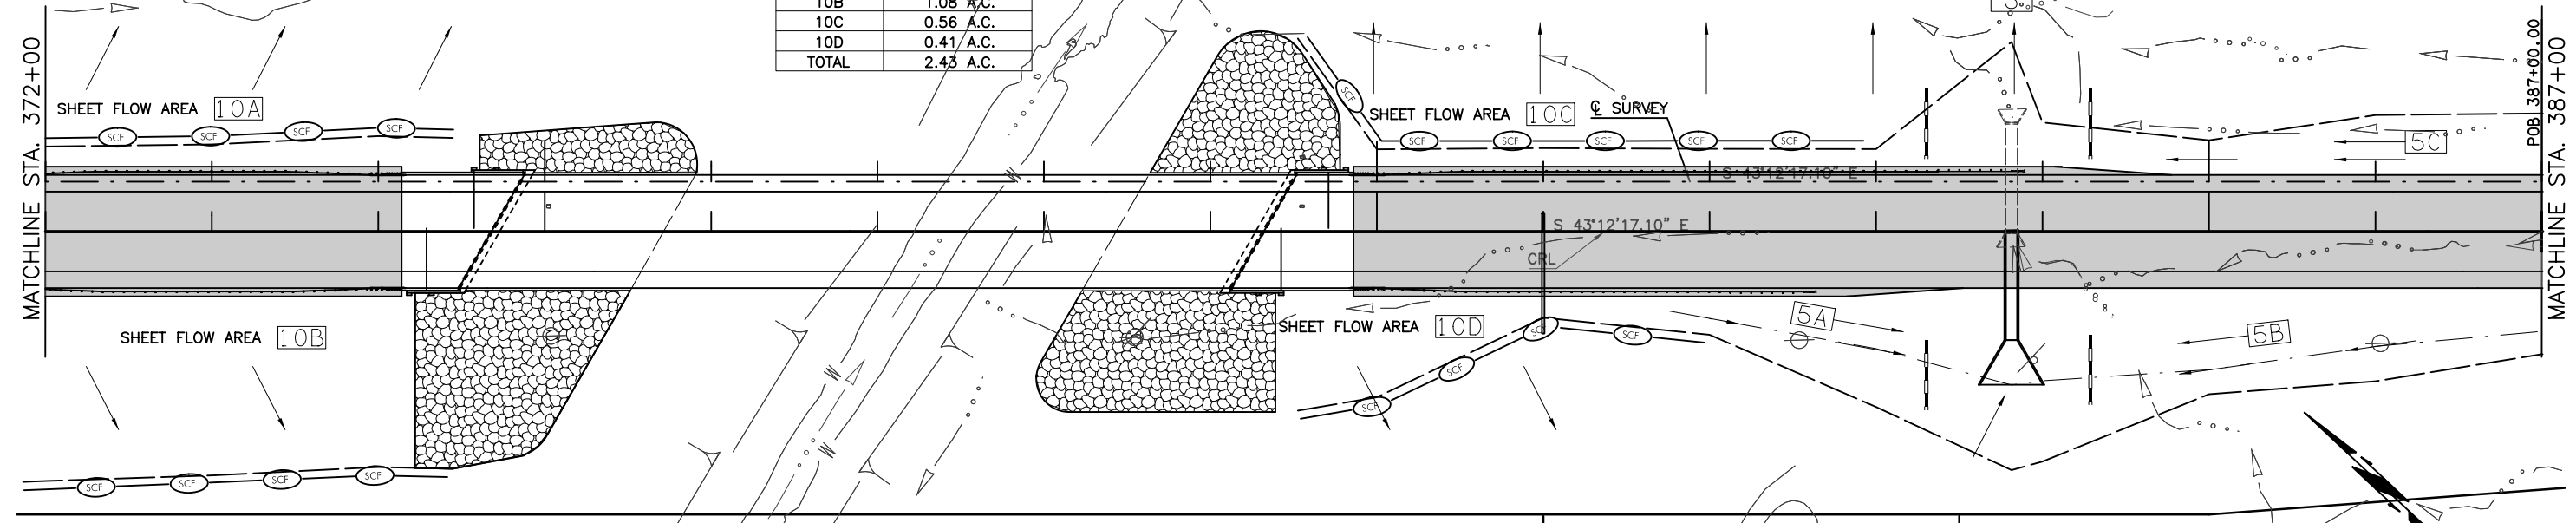 10B 1.08 A.C.
10C 0.56 A.C.
10D 0.41 A.C.
TOTAL 2.43 A.C.
MATCHLINE STA. 372+00
SHEET FLOW AREA 10A
SCF SCF SCF SCF
SCF
SHEET FLOW AREA 10C
℄ SURVEY
SCF SCF SCF SCF SCF
POB 387+00.00
MATCHLINE STA. 387+00
5C
W
S 43°12'17.10" E
S 43°12'17.10" E
CRL
SHEET FLOW AREA 10B
SHEET FLOW AREA 10D
SCF SCF
5A
5B
W
SCF
SCF
W
SCF SCF SCF SCF